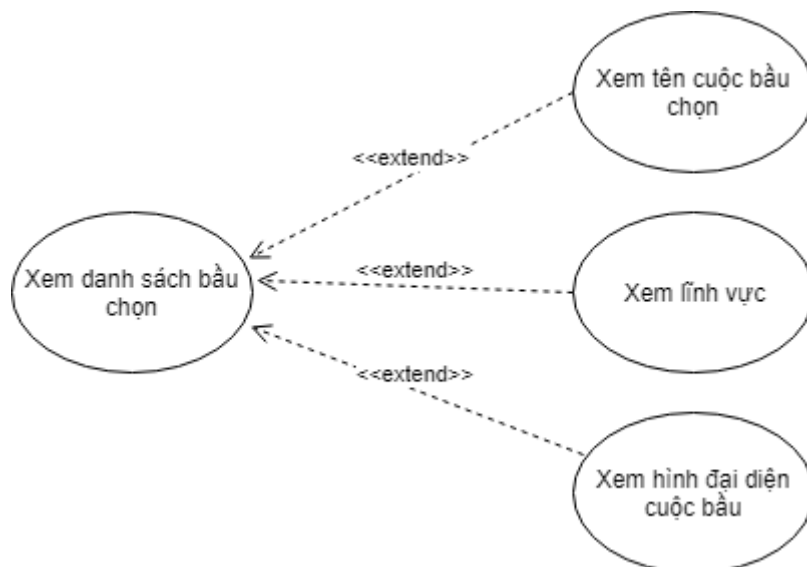 Xem tên cuộc bầu
chọn
<<extend>>
Xem danh sách bầu
chọn
<<extend>>
Xem lĩnh vực
<<extend>>
Xem hình đại diện
cuộc bầu